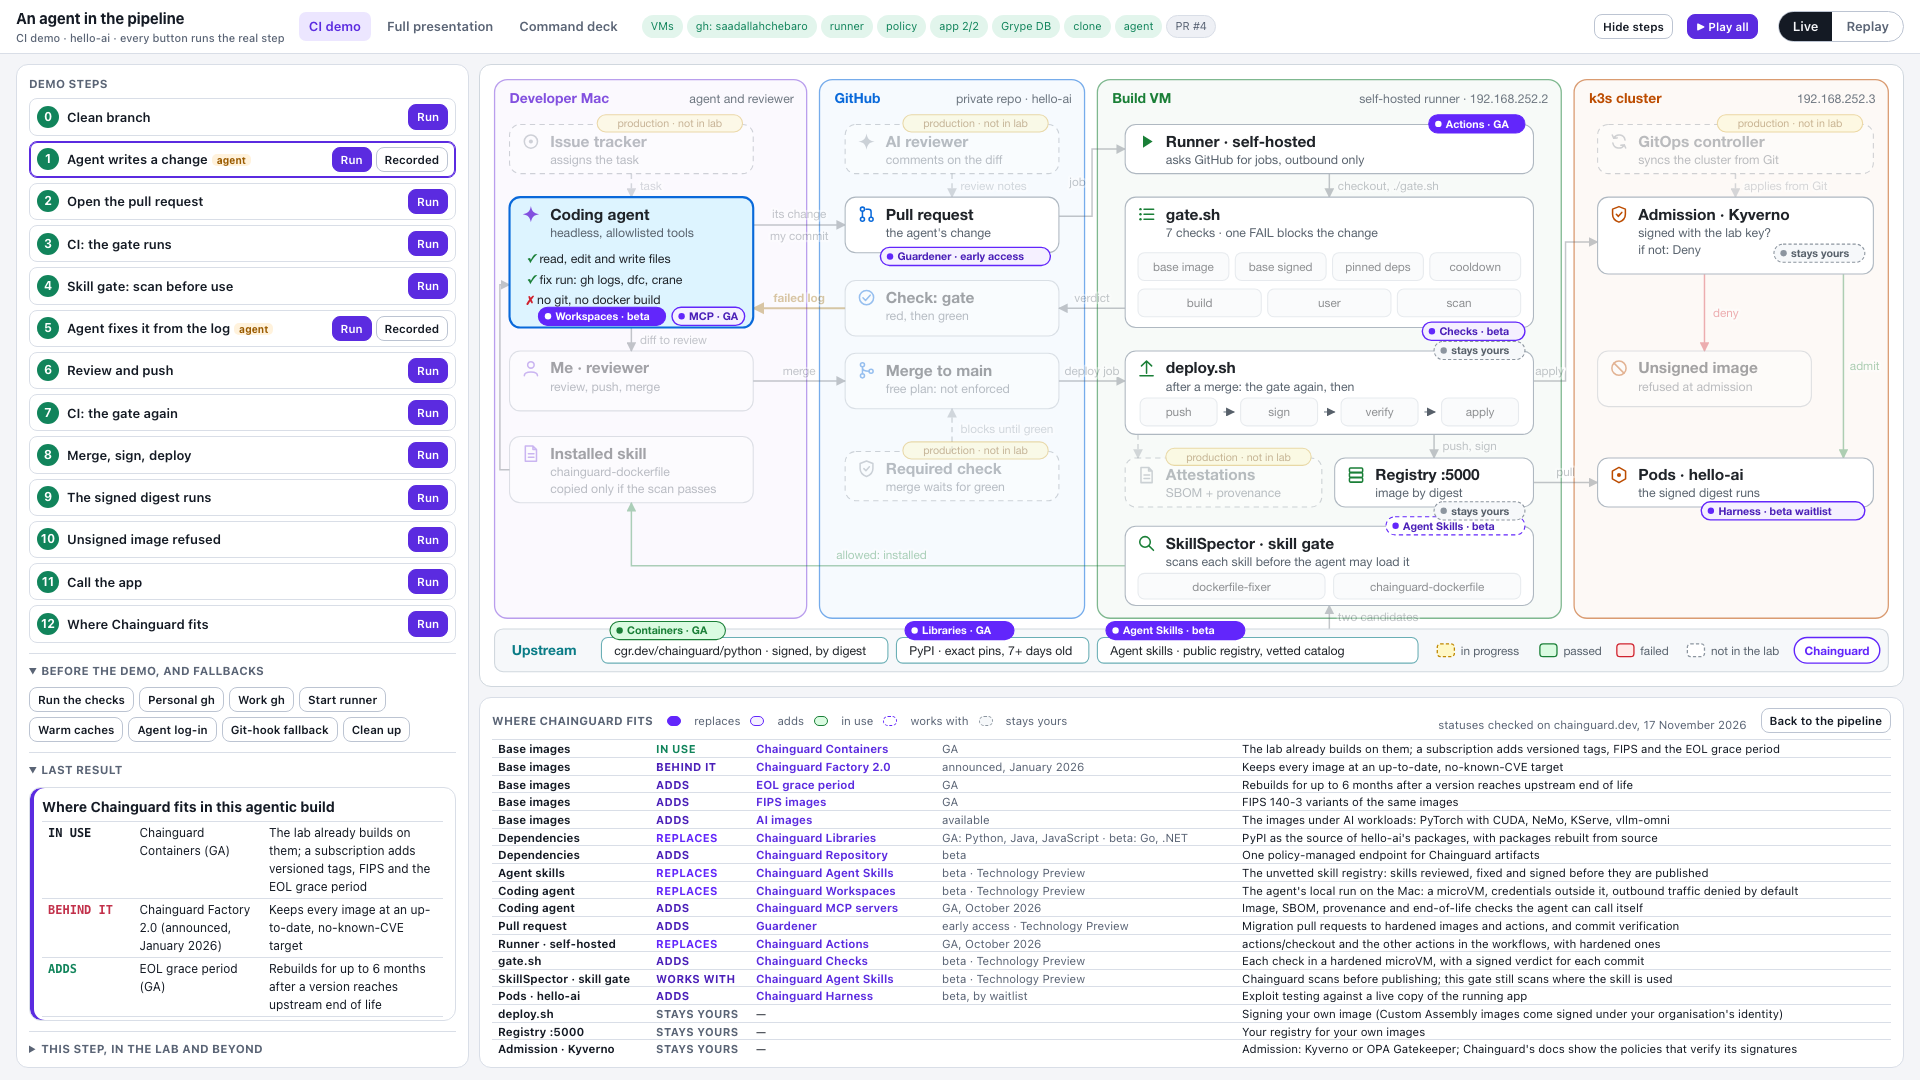 An agent in the pipeline
CI demo · hello-ai · every button runs the real step
CI demo
Full presentation
Command deck
VMs
gh: saadallahchebaro
runner
policy
app 2/2
Grype DB
clone
agent
PR #4
Hide steps
▶ Play all
Live
Replay
DEMO STEPS
0 Clean branch Run
1 Agent writes a change agent Run Recorded
2 Open the pull request Run
3 CI: the gate runs Run
4 Skill gate: scan before use Run
5 Agent fixes it from the log agent Run Recorded
6 Review and push Run
7 CI: the gate again Run
8 Merge, sign, deploy Run
9 The signed digest runs Run
10 Unsigned image refused Run
11 Call the app Run
12 Where Chainguard fits Run
▼ BEFORE THE DEMO, AND FALLBACKS
Run the checks Personal gh Work gh Start runner
Warm caches Agent log-in Git-hook fallback Clean up
▼ LAST RESULT
Where Chainguard fits in this agentic build
IN USE Chainguard Containers (GA) The lab already builds on them; a subscription adds versioned tags, FIPS and the EOL grace period
BEHIND IT Chainguard Factory 2.0 (announced, January 2026) Keeps every image at an up-to-date, no-known-CVE target
ADDS EOL grace period (GA) Rebuilds for up to 6 months after a version reaches upstream end of life
▶ THIS STEP, IN THE LAB AND BEYOND
Developer Mac
agent and reviewer
production · not in lab
Issue tracker
assigns the task
task
Coding agent
headless, allowlisted tools
✓ read, edit and write files
✓ fix run: gh logs, dfc, crane
✗ no git, no docker build
Workspaces · beta
MCP · GA
diff to review
Me · reviewer
review, push, merge
Installed skill
chainguard-dockerfile
copied only if the scan passes
its change
my commit
failed log
merge
allowed: installed
GitHub
private repo · hello-ai
production · not in lab
AI reviewer
comments on the diff
review notes
Pull request
the agent's change
Guardener · early access
Check: gate
red, then green
Merge to main
free plan: not enforced
blocks until green
production · not in lab
Required check
merge waits for green
job
verdict
deploy job
Build VM
self-hosted runner · 192.168.252.2
Actions · GA
Runner · self-hosted
asks GitHub for jobs, outbound only
checkout, ./gate.sh
gate.sh
7 checks · one FAIL blocks the change
base image
base signed
pinned deps
cooldown
build
user
scan
Checks · beta
stays yours
deploy.sh
after a merge: the gate again, then
push
sign
verify
apply
push, sign
production · not in lab
Attestations
SBOM + provenance
Registry :5000
image by digest
stays yours
Agent Skills · beta
SkillSpector · skill gate
scans each skill before the agent may load it
dockerfile-fixer
chainguard-dockerfile
two candidates
apply
pull
k3s cluster
192.168.252.3
production · not in lab
GitOps controller
syncs the cluster from Git
applies from Git
Admission · Kyverno
signed with the lab key?
if not: Deny
stays yours
deny
admit
Unsigned image
refused at admission
Pods · hello-ai
the signed digest runs
Harness · beta waitlist
Upstream
Containers · GA
cgr.dev/chainguard/python · signed, by digest
Libraries · GA
PyPI · exact pins, 7+ days old
Agent Skills · beta
Agent skills · public registry, vetted catalog
in progress
passed
failed
not in the lab
Chainguard
WHERE CHAINGUARD FITS replaces adds in use works with stays yours
statuses checked on chainguard.dev, 17 November 2026
Back to the pipeline
Base images IN USE Chainguard Containers GA The lab already builds on them; a subscription adds versioned tags, FIPS and the EOL grace period
Base images BEHIND IT Chainguard Factory 2.0 announced, January 2026 Keeps every image at an up-to-date, no-known-CVE target
Base images ADDS EOL grace period GA Rebuilds for up to 6 months after a version reaches upstream end of life
Base images ADDS FIPS images GA FIPS 140-3 variants of the same images
Base images ADDS AI images available The images under AI workloads: PyTorch with CUDA, NeMo, KServe, vllm-omni
Dependencies REPLACES Chainguard Libraries GA: Python, Java, JavaScript · beta: Go, .NET PyPI as the source of hello-ai's packages, with packages rebuilt from source
Dependencies ADDS Chainguard Repository beta One policy-managed endpoint for Chainguard artifacts
Agent skills REPLACES Chainguard Agent Skills beta · Technology Preview The unvetted skill registry: skills reviewed, fixed and signed before they are published
Coding agent REPLACES Chainguard Workspaces beta · Technology Preview The agent's local run on the Mac: a microVM, credentials outside it, outbound traffic denied by default
Coding agent ADDS Chainguard MCP servers GA, October 2026 Image, SBOM, provenance and end-of-life checks the agent can call itself
Pull request ADDS Guardener early access · Technology Preview Migration pull requests to hardened images and actions, and commit verification
Runner · self-hosted REPLACES Chainguard Actions GA, October 2026 actions/checkout and the other actions in the workflows, with hardened ones
gate.sh ADDS Chainguard Checks beta · Technology Preview Each check in a hardened microVM, with a signed verdict for each commit
SkillSpector · skill gate WORKS WITH Chainguard Agent Skills beta · Technology Preview Chainguard scans before publishing; this gate still scans where the skill is used
Pods · hello-ai ADDS Chainguard Harness beta, by waitlist Exploit testing against a live copy of the running app
deploy.sh STAYS YOURS — Signing your own image (Custom Assembly images come signed under your organisation's identity)
Registry :5000 STAYS YOURS — Your registry for your own images
Admission · Kyverno STAYS YOURS — Admission: Kyverno or OPA Gatekeeper; Chainguard's docs show the policies that verify its signatures